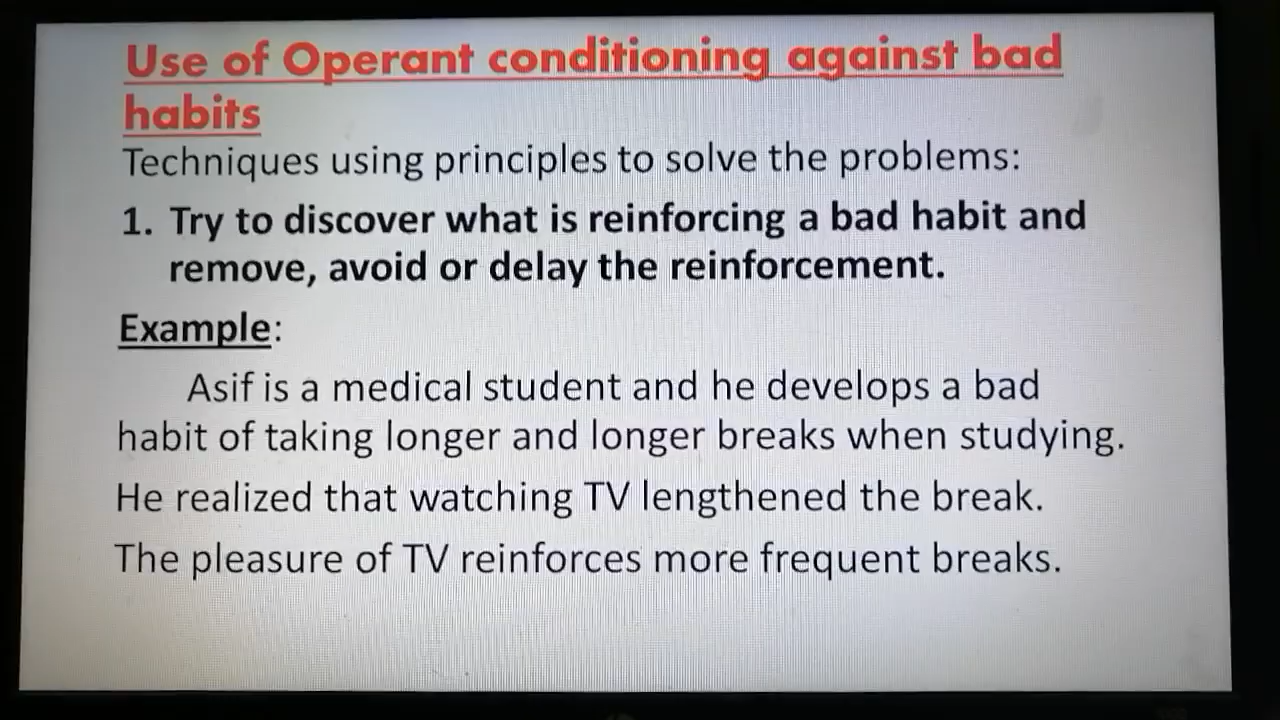 Use of Operant conditioning against bad
habits
Techniques using principles to solve the problems:
1. Try to discover what is reinforcing a bad habit and
remove, avoid or delay the reinforcement.
Example:
Asif is a medical student and he develops a bad
habit of taking longer and longer breaks when studying.
He realized that watching TV lengthened the break.
The pleasure of TV reinforces more frequent breaks.